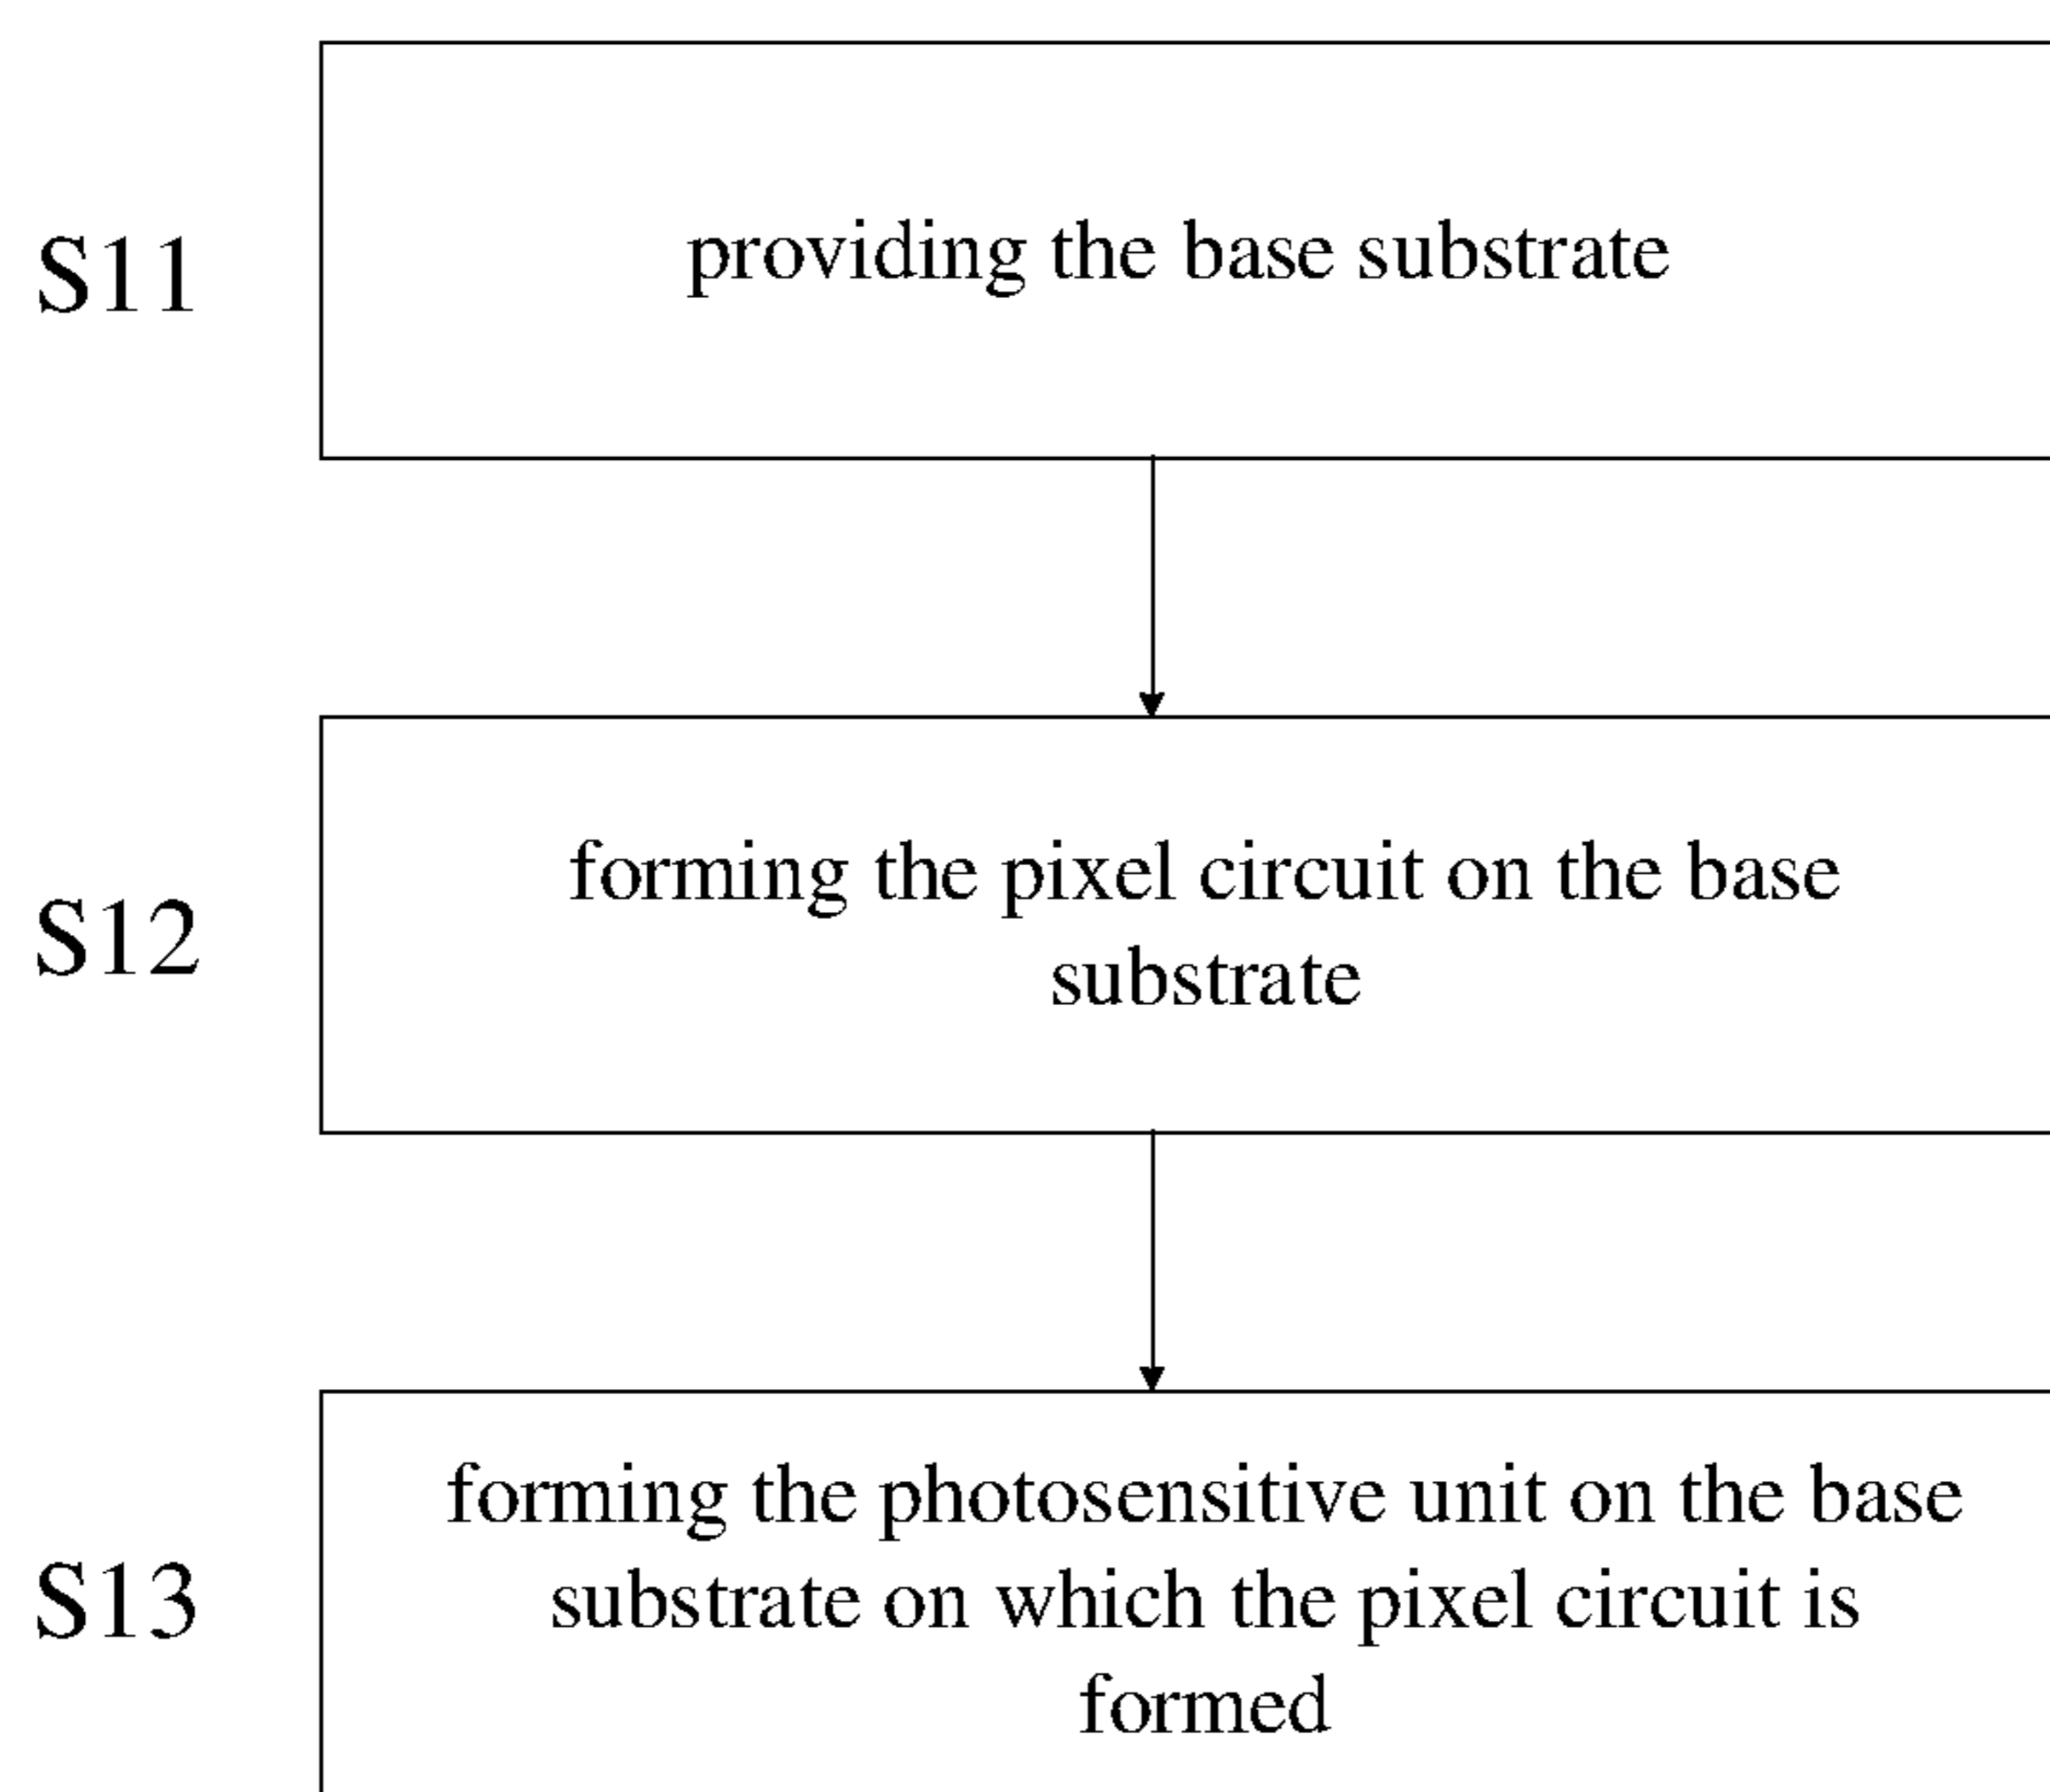 S11
providing the base substrate
S12
forming the pixel circuit on the base
substrate
S13
forming the photosensitive unit on the base
substrate on which the pixel circuit is
formed